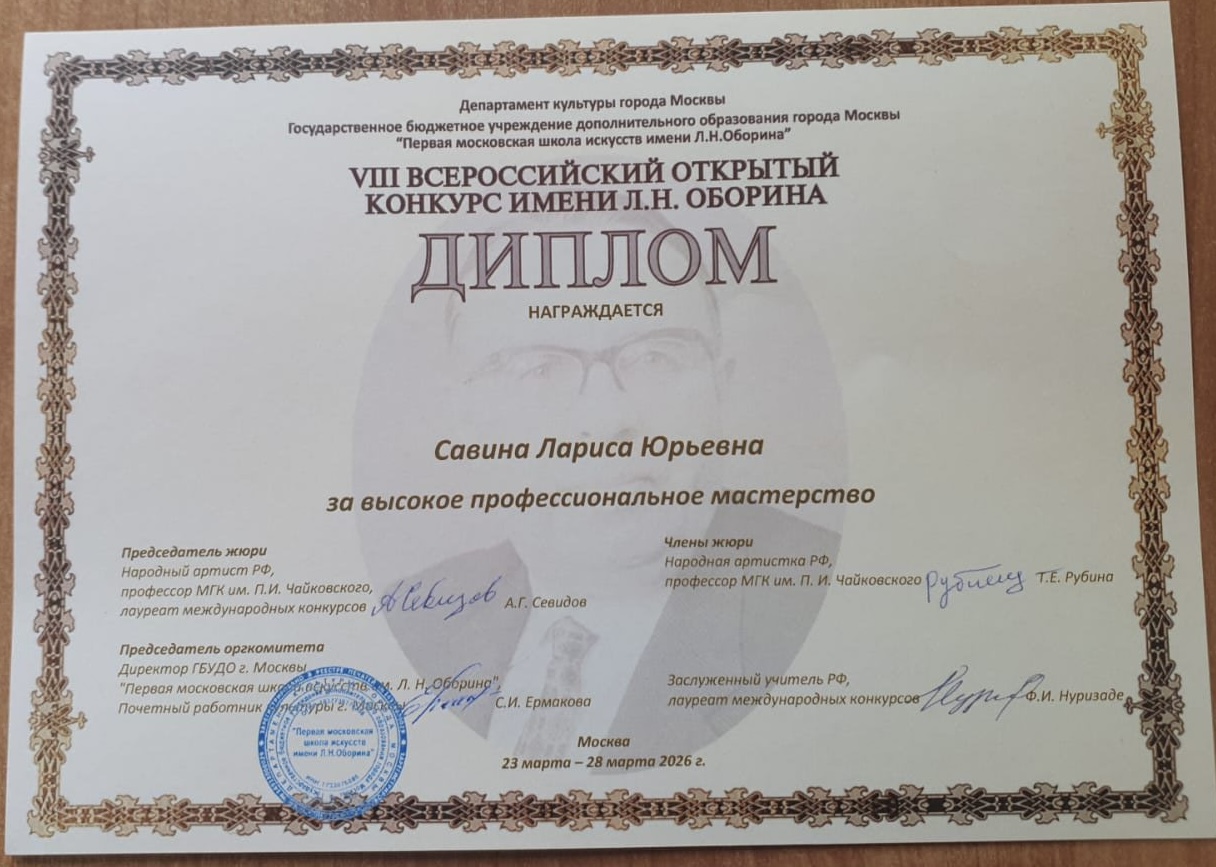 Департамент культуры города Москвы
Государственное бюджетное учреждение дополнительного образования города Москвы
"Первая московская школа искусств имени Л.Н.Оборина"
VIII ВСЕРОССИЙСКИЙ ОТКРЫТЫЙ
КОНКУРС ИМЕНИ Л.Н. ОБОРИНА
ДИПЛОМ
НАГРАЖДАЕТСЯ
Савина Лариса Юрьевна
за высокое профессиональное мастерство
Председатель жюри
Народный артист РФ,
профессор МГК им. П.И. Чайковского,
лауреат международных конкурсов А.Г. Севидов
Председатель оргкомитета
Директор ГБУДО г. Москвы
"Первая московская школа искусств им. Л. Н. Оборина"
Почетный работник культуры г. Москвы С.И. Ермакова
Члены жюри
Народная артистка РФ,
профессор МГК им. П. И. Чайковского Т.Е. Рубина
Заслуженный учитель РФ,
лауреат международных конкурсов Ф.И. Нуризаде
"Первая московская
школа искусств
имени Л.Н.Оборина"
Москва
23 марта – 28 марта 2026 г.